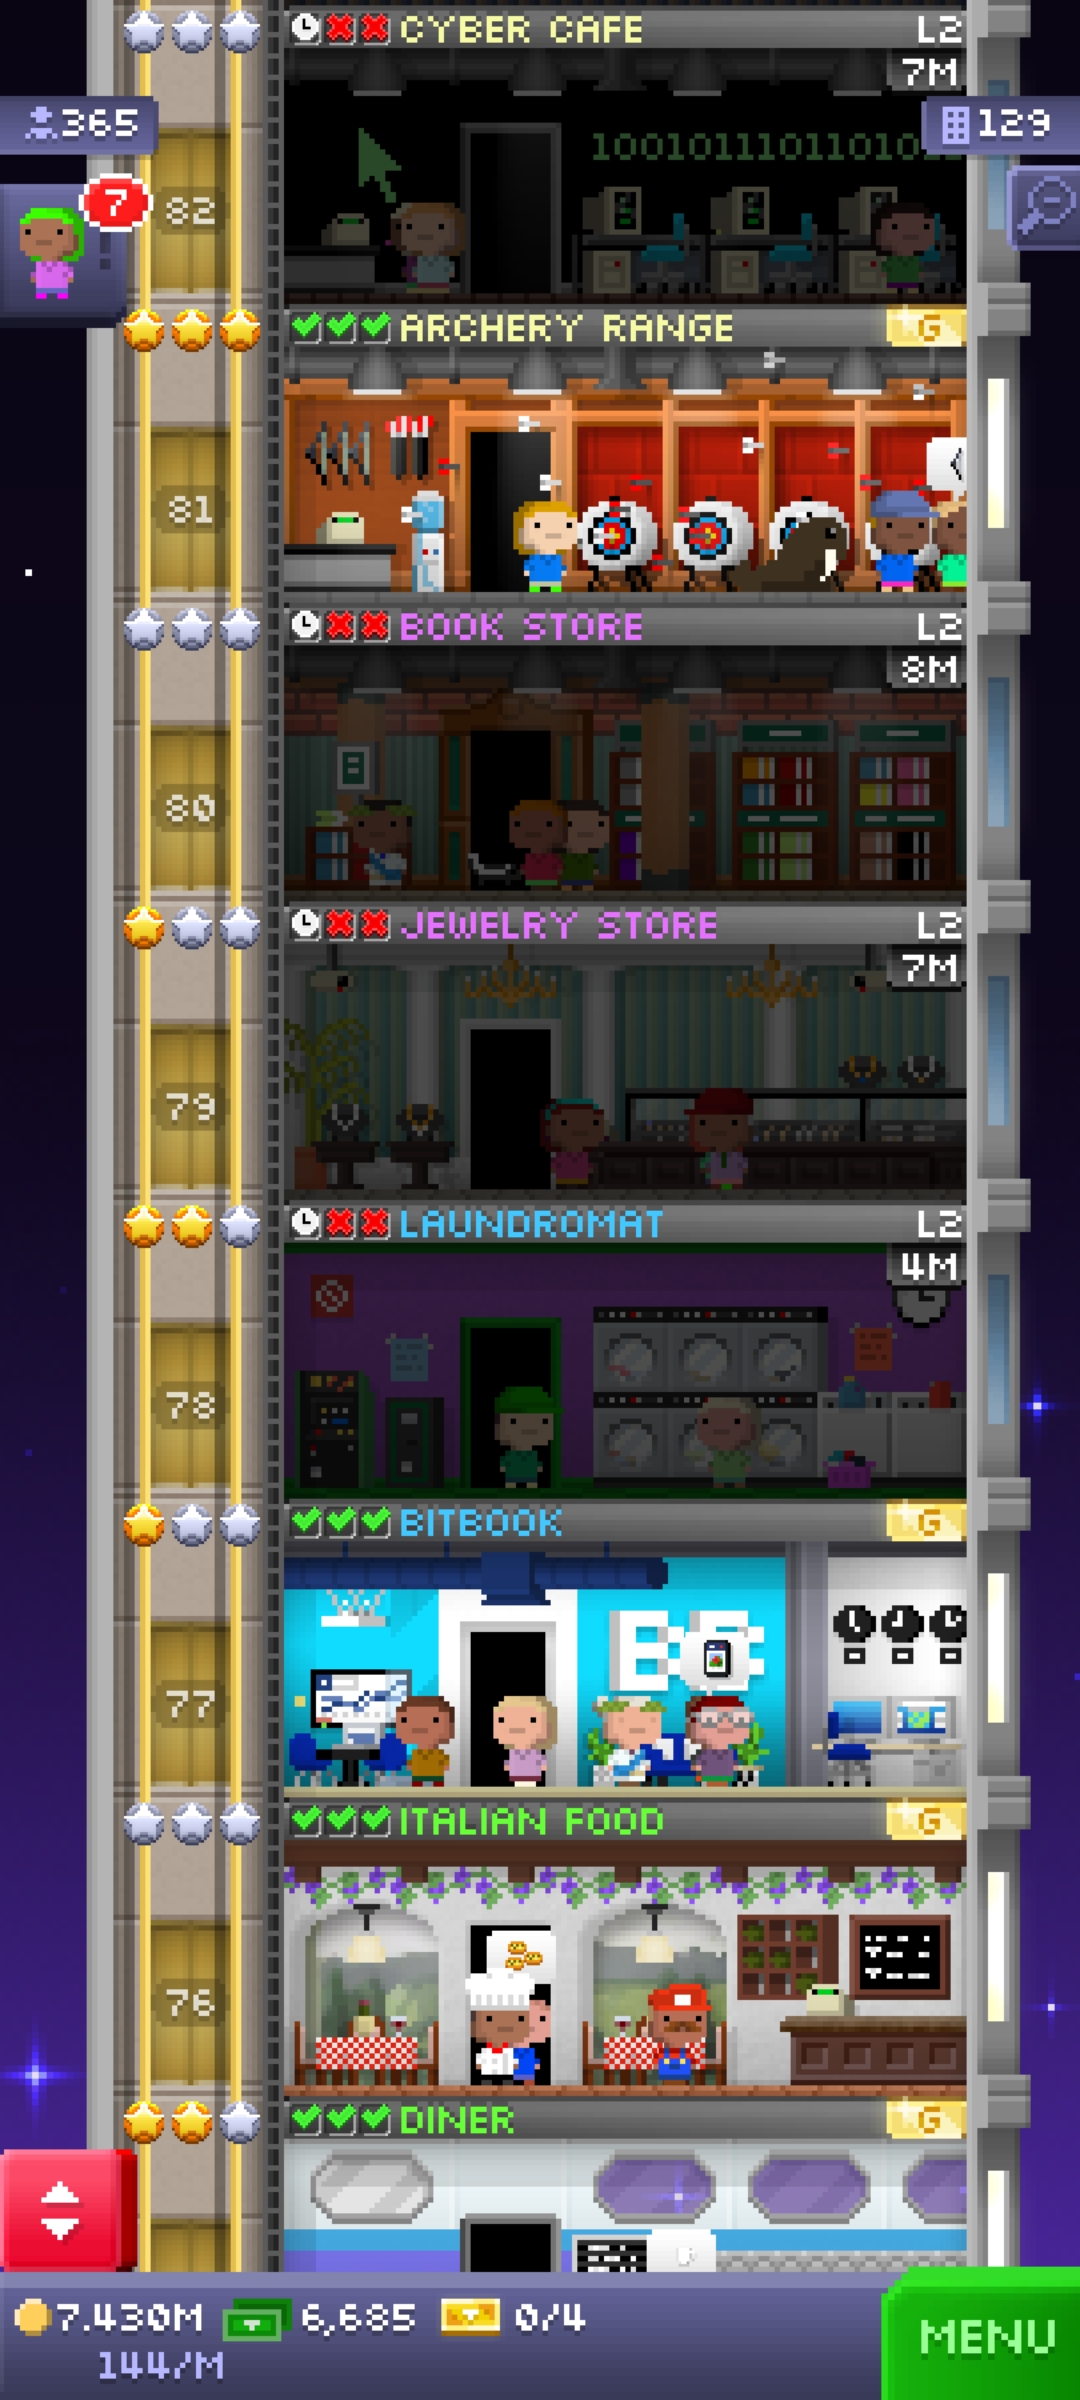 CYBER CAFE L2
7M
365
129
10010111011010
7
82
ARCHERY RANGE G
81
BOOK STORE L2
8M
80
JEWELRY STORE L2
7M
79
LAUNDROMAT L2
4M
78
BITBOOK G
77
ITALIAN FOOD G
76
DINER G
7.430M 6,685 0/4
144/M
MENU